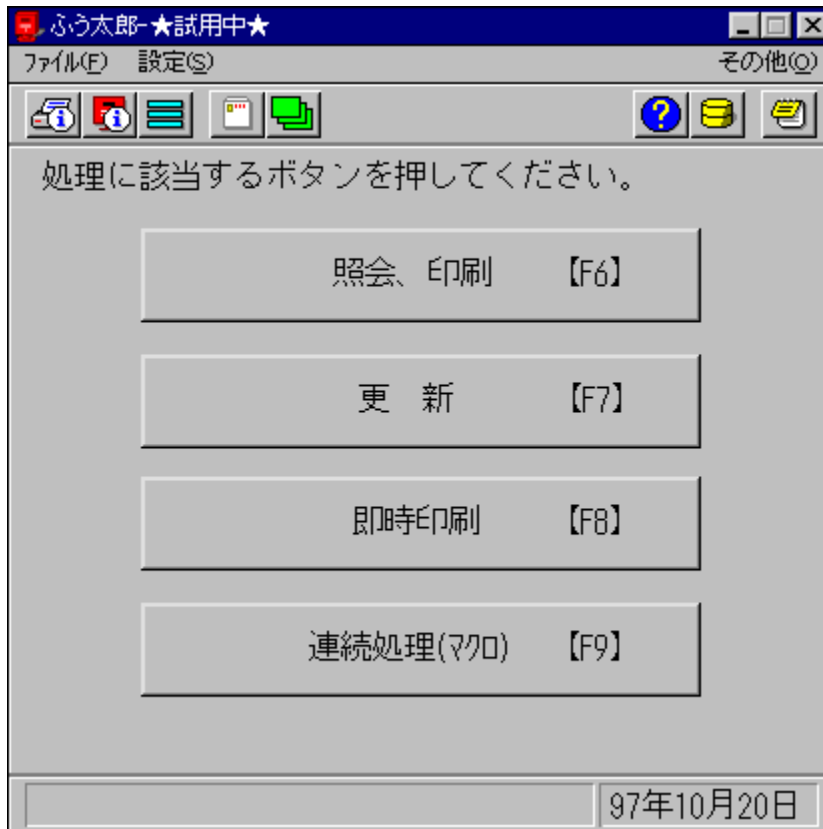 ふう太郎-★試用中★
ファイル(F) 設定(S) その他(O)
処理に該当するボタンを押してください。
照会、印刷 【F6】
更 新 【F7】
即時印刷 【F8】
連続処理(マクロ) 【F9】
97年10月20日